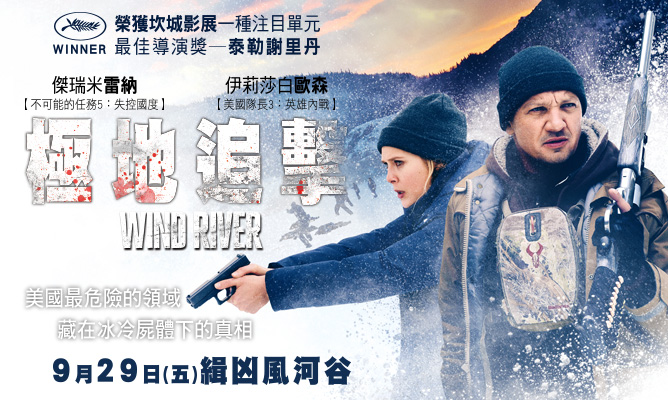 榮獲坎城影展一種注目單元
WINNER 最佳導演獎─泰勒謝里丹
傑瑞米雷納 伊莉莎白歐森
【不可能的任務5：失控國度】 【美國隊長3：英雄內戰】
極地追擊
WIND RIVER
美國最危險的領域
藏在冰冷屍體下的真相
9月29日(五)緝凶風河谷